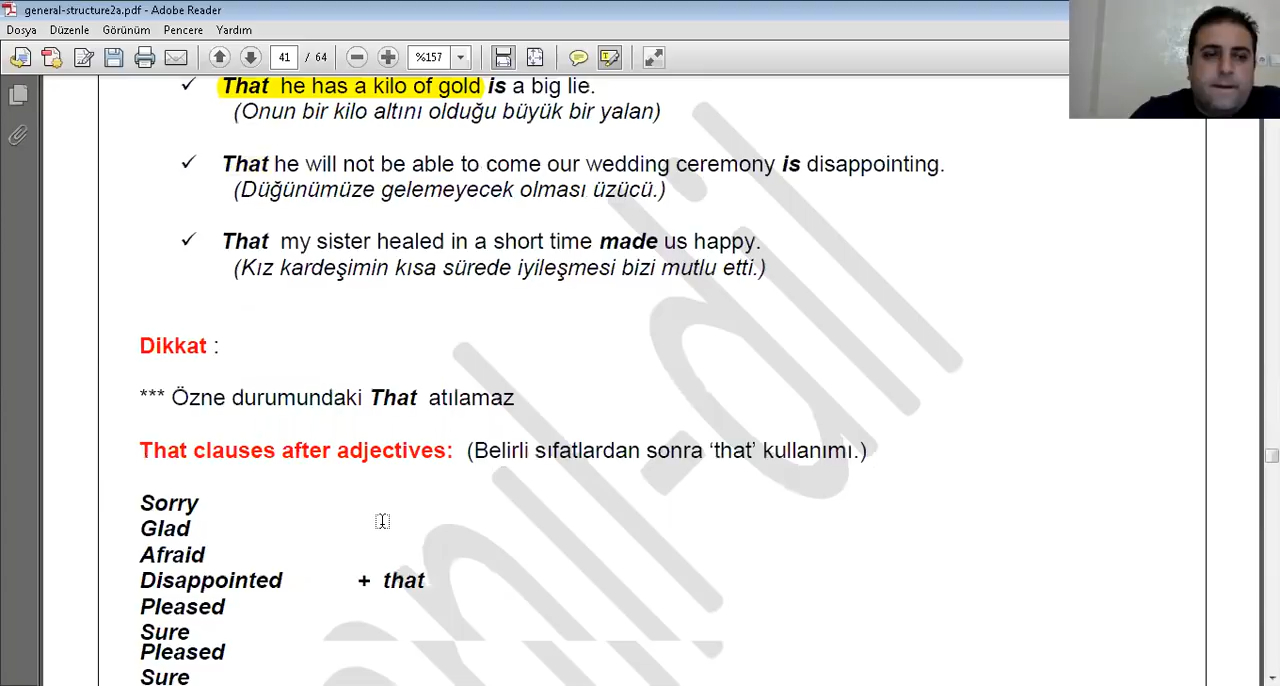 general-structure2a.pdf - Adobe Reader
Dosya Düzenle Görünüm Pencere Yardım
41 / 64 %157
✓ That he has a kilo of gold is a big lie.
(Onun bir kilo altını olduğu büyük bir yalan)
✓ That he will not be able to come our wedding ceremony is disappointing.
(Düğünümüze gelemeyecek olması üzücü.)
✓ That my sister healed in a short time made us happy.
(Kız kardeşimin kısa sürede iyileşmesi bizi mutlu etti.)
Dikkat :
*** Özne durumundaki That atılamaz
That clauses after adjectives: (Belirli sıfatlardan sonra ‘that’ kullanımı.)
Sorry
Glad
Afraid
Disappointed + that
Pleased
Sure
Pleased
Sure